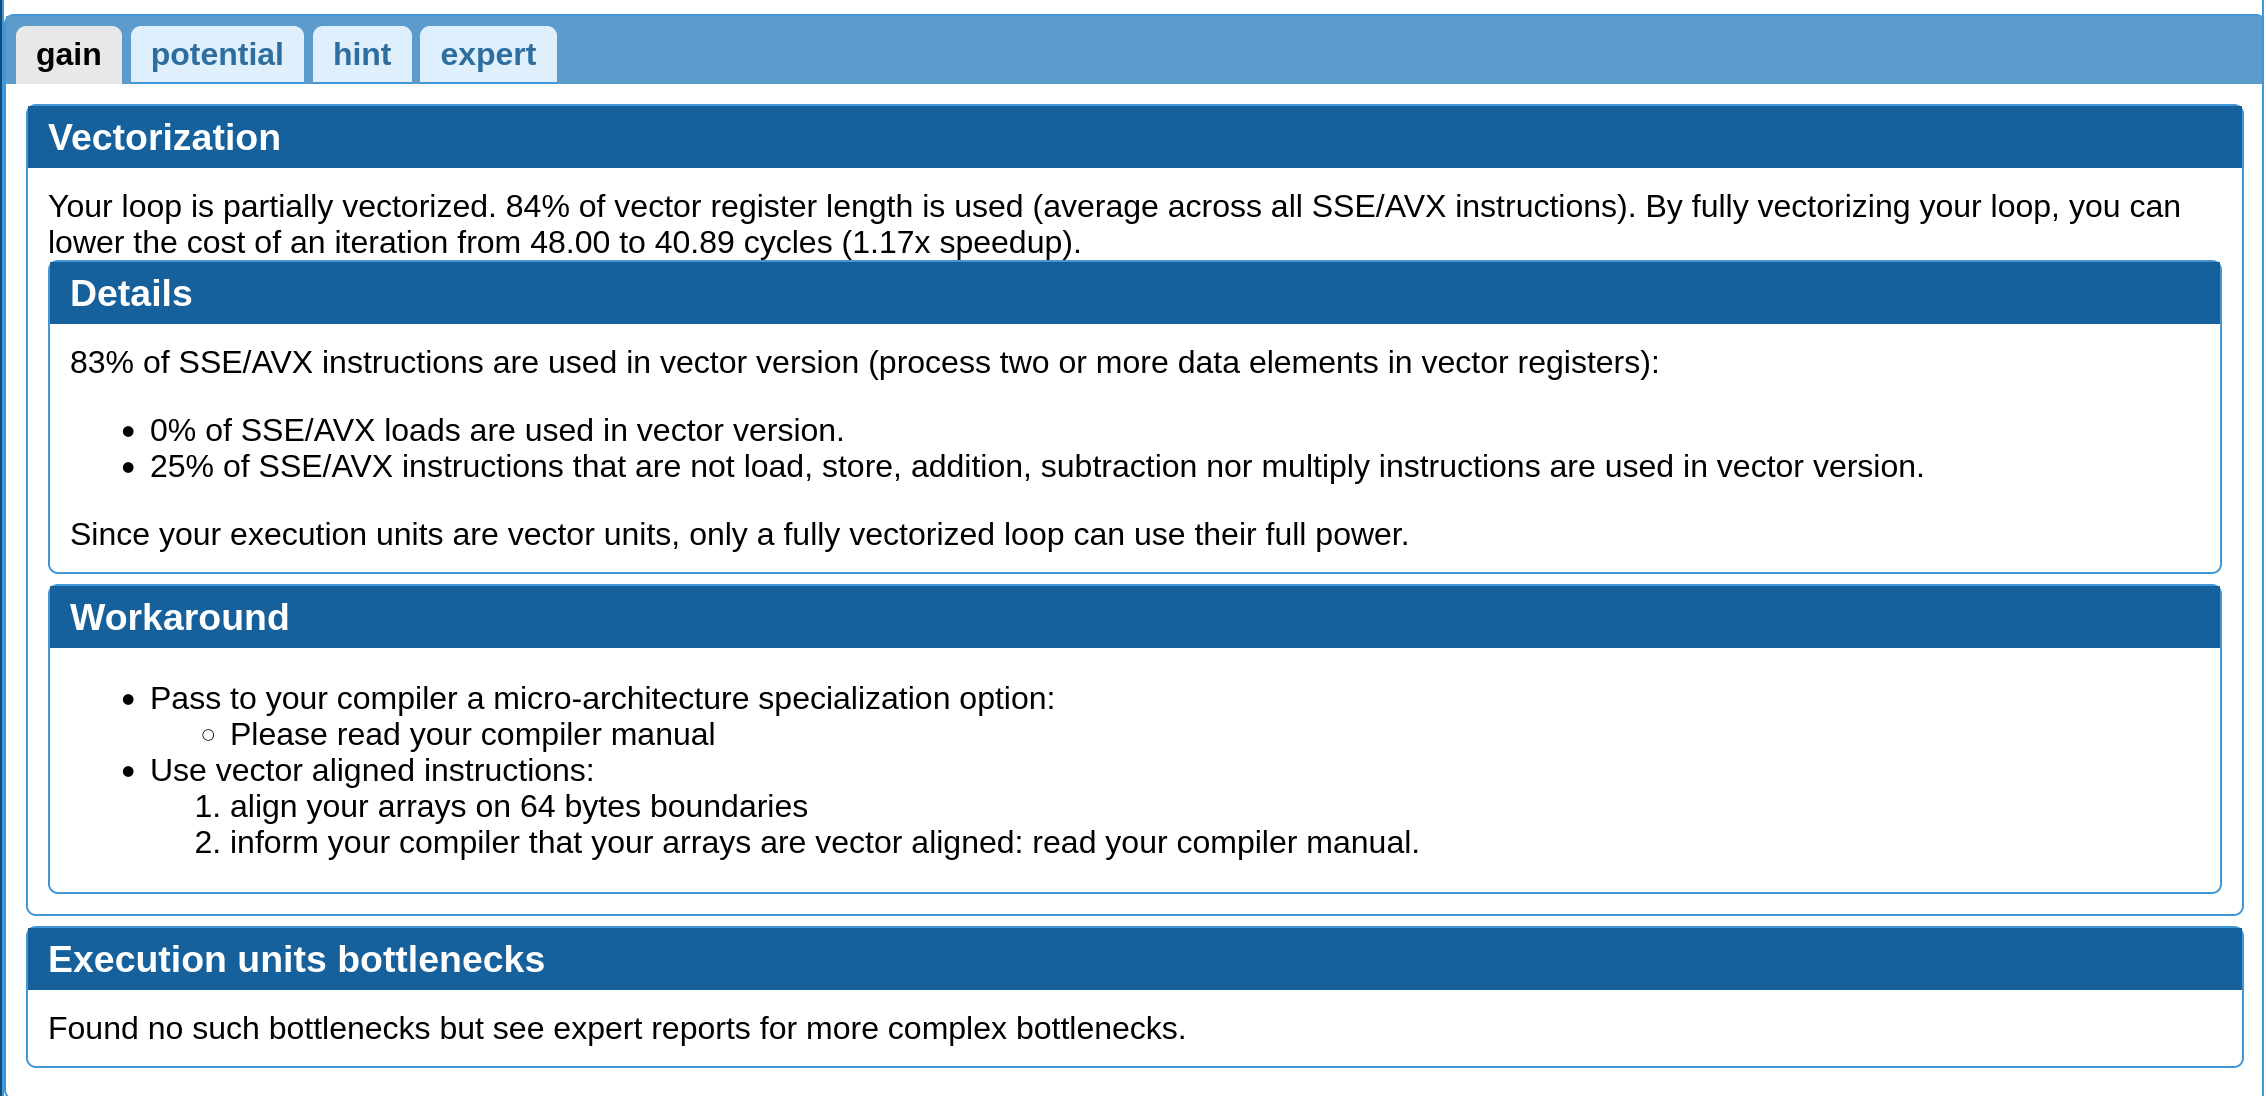 gain potential hint expert
Vectorization
Your loop is partially vectorized. 84% of vector register length is used (average across all SSE/AVX instructions). By fully vectorizing your loop, you can
lower the cost of an iteration from 48.00 to 40.89 cycles (1.17x speedup).
Details
83% of SSE/AVX instructions are used in vector version (process two or more data elements in vector registers):
• 0% of SSE/AVX loads are used in vector version.
• 25% of SSE/AVX instructions that are not load, store, addition, subtraction nor multiply instructions are used in vector version.
Since your execution units are vector units, only a fully vectorized loop can use their full power.
Workaround
• Pass to your compiler a micro-architecture specialization option:
○ Please read your compiler manual
• Use vector aligned instructions:
1. align your arrays on 64 bytes boundaries
2. inform your compiler that your arrays are vector aligned: read your compiler manual.
Execution units bottlenecks
Found no such bottlenecks but see expert reports for more complex bottlenecks.